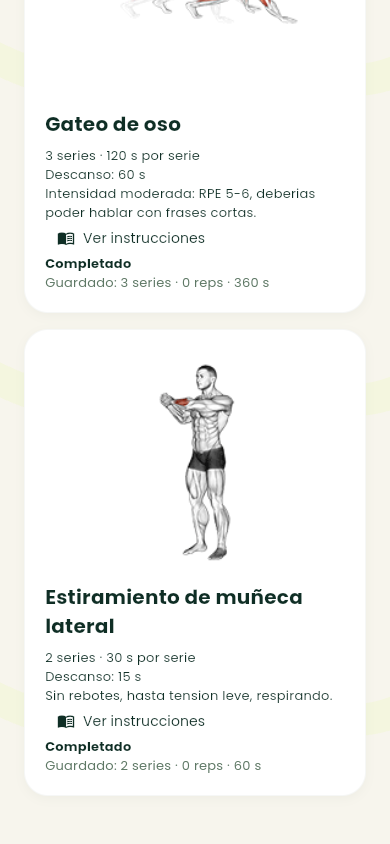 Gateo de oso
3 series · 120 s por serie
Descanso: 60 s
Intensidad moderada: RPE 5-6, deberias
poder hablar con frases cortas.
Ver instrucciones
Completado
Guardado: 3 series · 0 reps · 360 s
Estiramiento de muñeca
lateral
2 series · 30 s por serie
Descanso: 15 s
Sin rebotes, hasta tension leve, respirando.
Ver instrucciones
Completado
Guardado: 2 series · 0 reps · 60 s